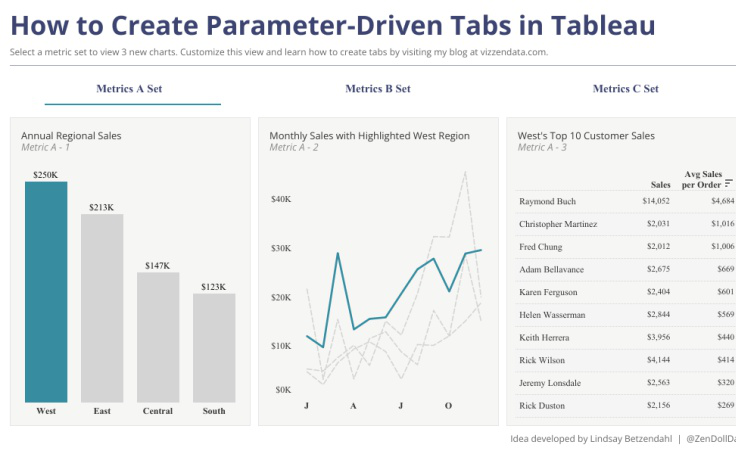 How to Create Parameter-Driven Tabs in Tableau
Select a metric set to view 3 new charts. Customize this view and learn how to create tabs by visiting my blog at vizzendata.com.
Metrics A Set
Metrics B Set
Metrics C Set
Annual Regional Sales
Metric A - 1
$250K
$213K
$147K
$123K
West
East
Central
South
Monthly Sales with Highlighted West Region
Metric A - 2
$40K
$30K
$20K
$10K
$0K
J
A
J
O
West's Top 10 Customer Sales
Metric A - 3
Sales
Avg Sales
per Order
Raymond Buch $14,052 $4,684
Christopher Martinez $2,031 $1,016
Fred Chung $2,012 $1,006
Adam Bellavance $2,675 $669
Karen Ferguson $2,404 $601
Helen Wasserman $2,844 $569
Keith Herrera $3,956 $440
Rick Wilson $4,144 $414
Jeremy Lonsdale $2,563 $320
Rick Duston $2,156 $269
Idea developed by Lindsay Betzendahl | @ZenDollDa